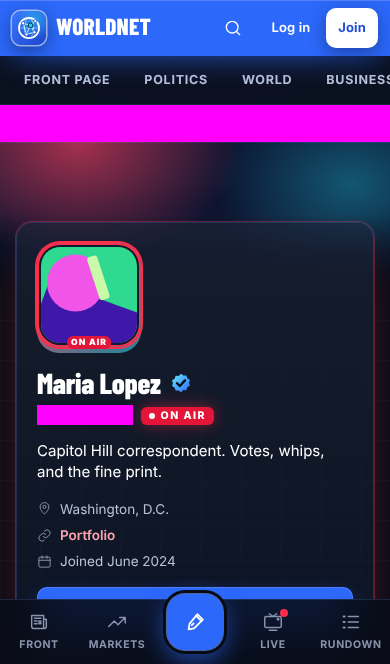 WORLDNET
Log in
Join
FRONT PAGE POLITICS WORLD BUSINESS
ON AIR
Maria Lopez
ON AIR
Capitol Hill correspondent. Votes, whips,
and the fine print.
Washington, D.C.
Portfolio
Joined June 2024
FRONT MARKETS LIVE RUNDOWN